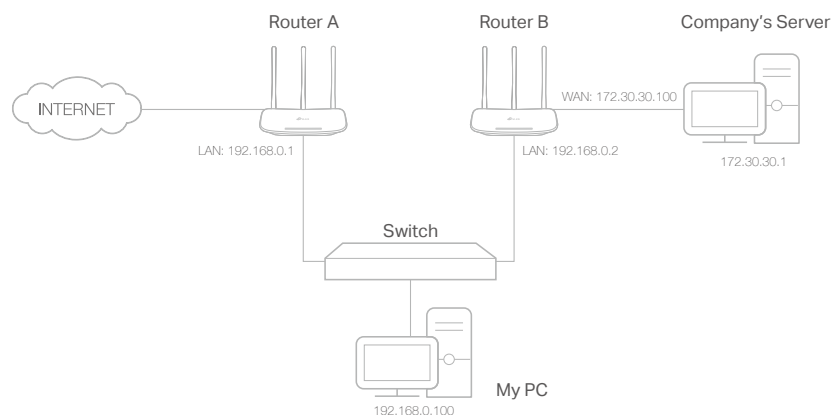 Router A
Router B
Company's Server
INTERNET
WAN: 172.30.30.100
LAN: 192.168.0.1
LAN: 192.168.0.2
172.30.30.1
Switch
My PC
192.168.0.100